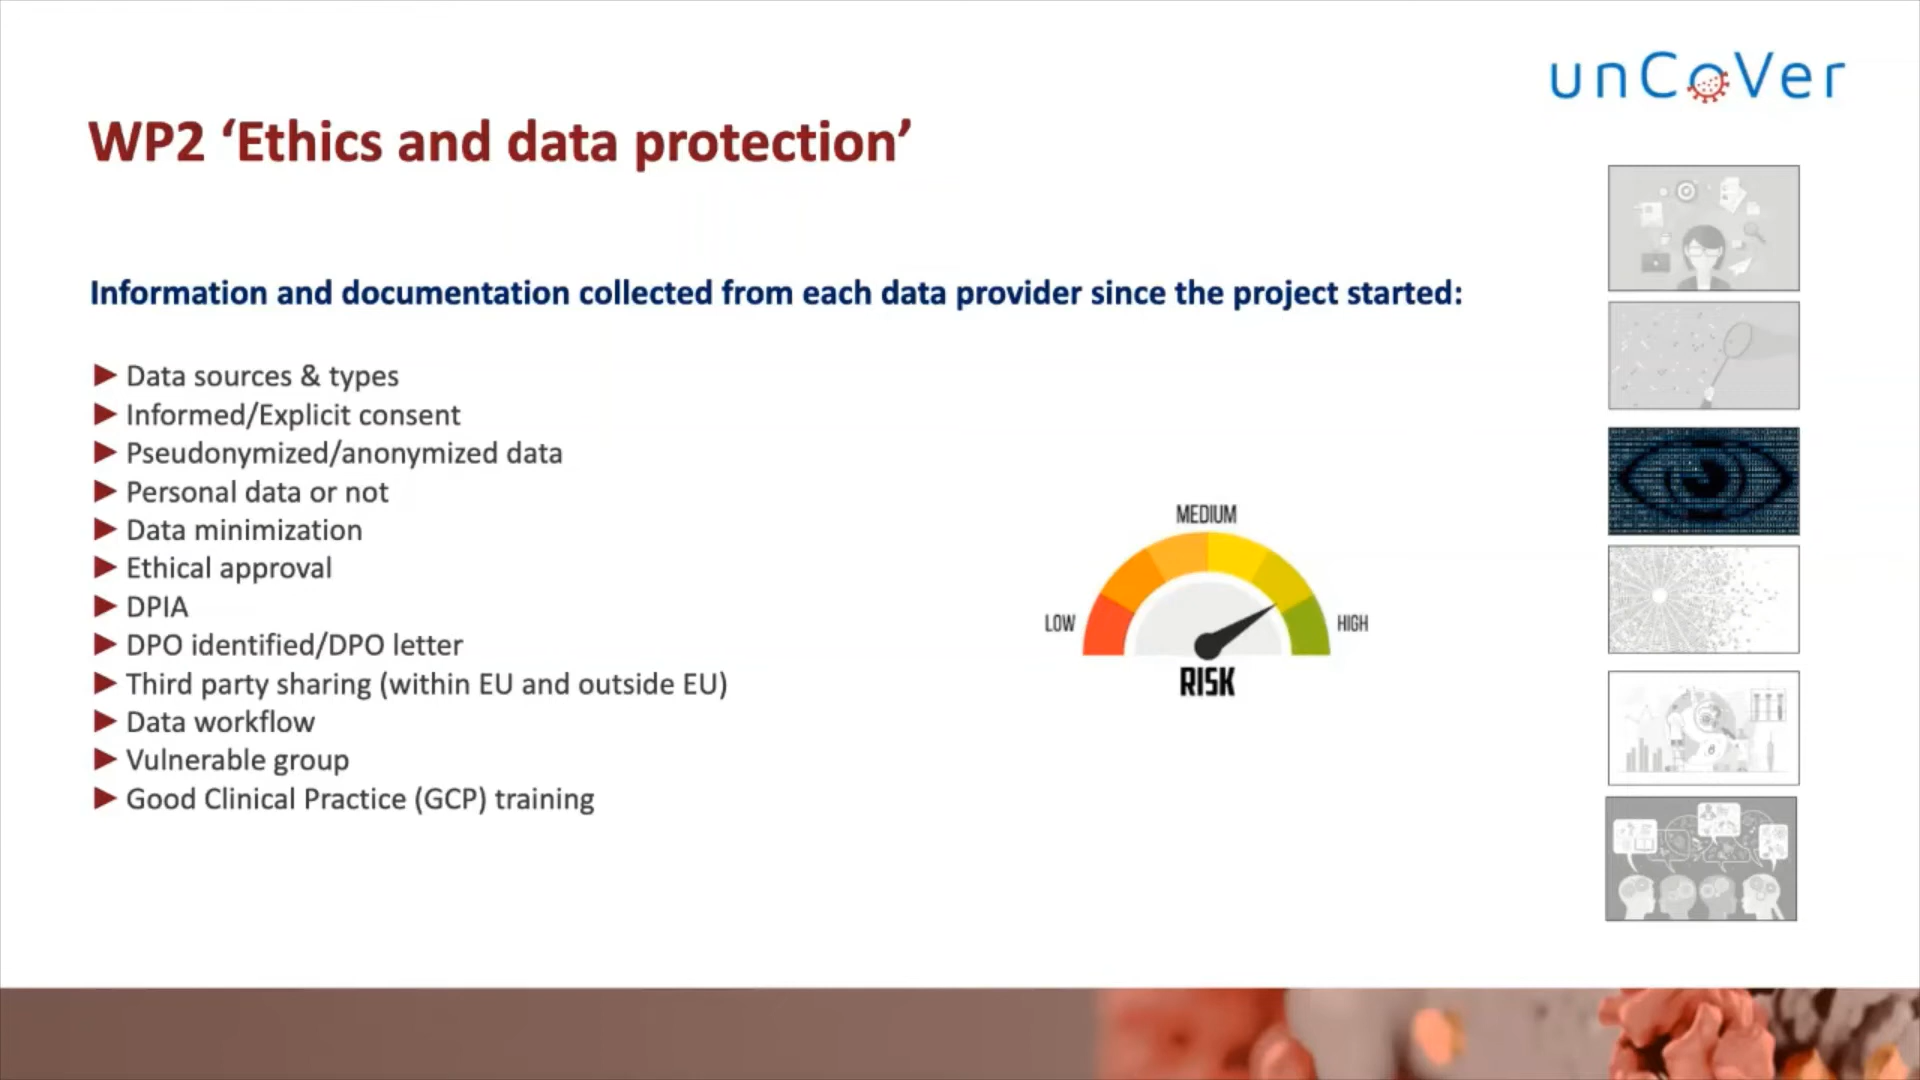 unCoVer
WP2 ‘Ethics and data protection’
Information and documentation collected from each data provider since the project started:
► Data sources & types
► Informed/Explicit consent
► Pseudonymized/anonymized data
► Personal data or not
► Data minimization
► Ethical approval
► DPIA
► DPO identified/DPO letter
► Third party sharing (within EU and outside EU)
► Data workflow
► Vulnerable group
► Good Clinical Practice (GCP) training
MEDIUM
LOW
HIGH
RISK